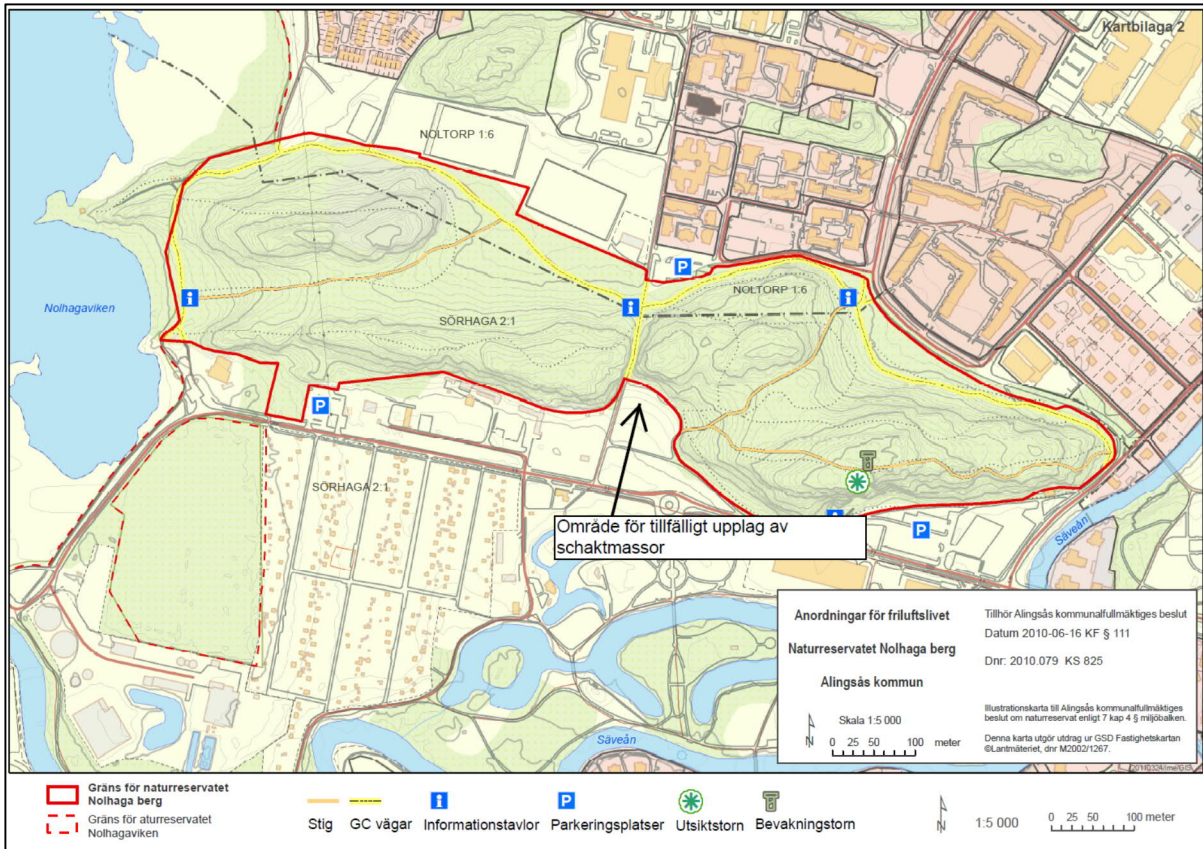 Kartbilaga 2
NOLTORP 1:6
Nolhagaviken
SÖRHAGA 2:1
NOLTORP 1:6
SÖRHAGA 2:1
Område för tillfälligt upplag av
schaktmassor
Säveån
Säveån
Anordningar för friluftslivet
Naturreservatet Nolhaga berg
Alingsås kommun
Skala 1:5 000
0 25 50 100 meter
Tillhör Alingsås kommunalfullmäktiges beslut
Datum 2010-06-16 KF § 111
Dnr: 2010.079 KS 825
Illustrationskarta till Alingsås kommunalfullmäktiges
beslut om naturreservat enligt 7 kap 4 § miljöbalken.
Denna karta utgör utdrag ur GSD Fastighetskartan
©Lantmäteriet, dnr M2002/1267.
Gräns för naturreservatet
Nolhaga berg
Gräns för aturreservatet
Nolhagaviken
Stig
GC vägar
Informationstavlor
Parkeringsplatser
Utsiktstorn
Bevakningstorn
1:5 000
0 25 50 100 meter